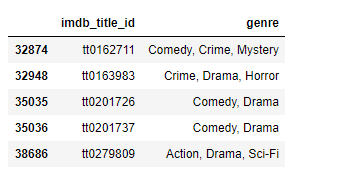 imdb_title_id genre
32874 tt0162711 Comedy, Crime, Mystery
32948 tt0163983 Crime, Drama, Horror
35035 tt0201726 Comedy, Drama
35036 tt0201737 Comedy, Drama
38686 tt0279809 Action, Drama, Sci-Fi